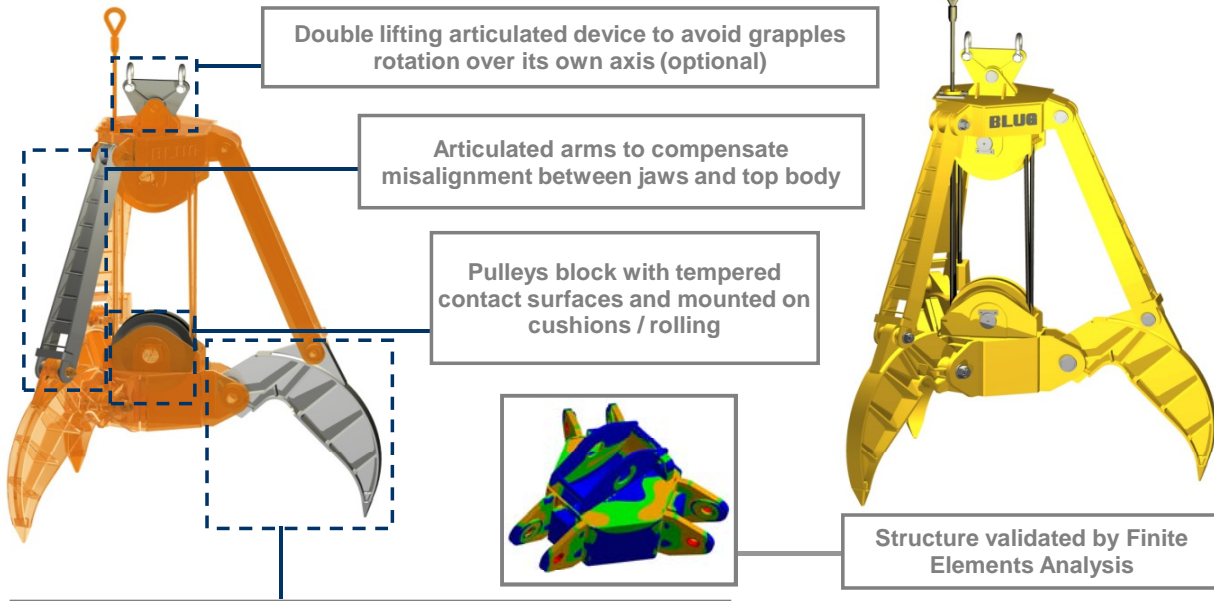 Double lifting articulated device to avoid grapples
rotation over its own axis (optional)
BLUG
BLUG
Articulated arms to compensate
misalignment between jaws and top body
Pulleys block with tempered
contact surfaces and mounted on
cushions / rolling
Structure validated by Finite
Elements Analysis